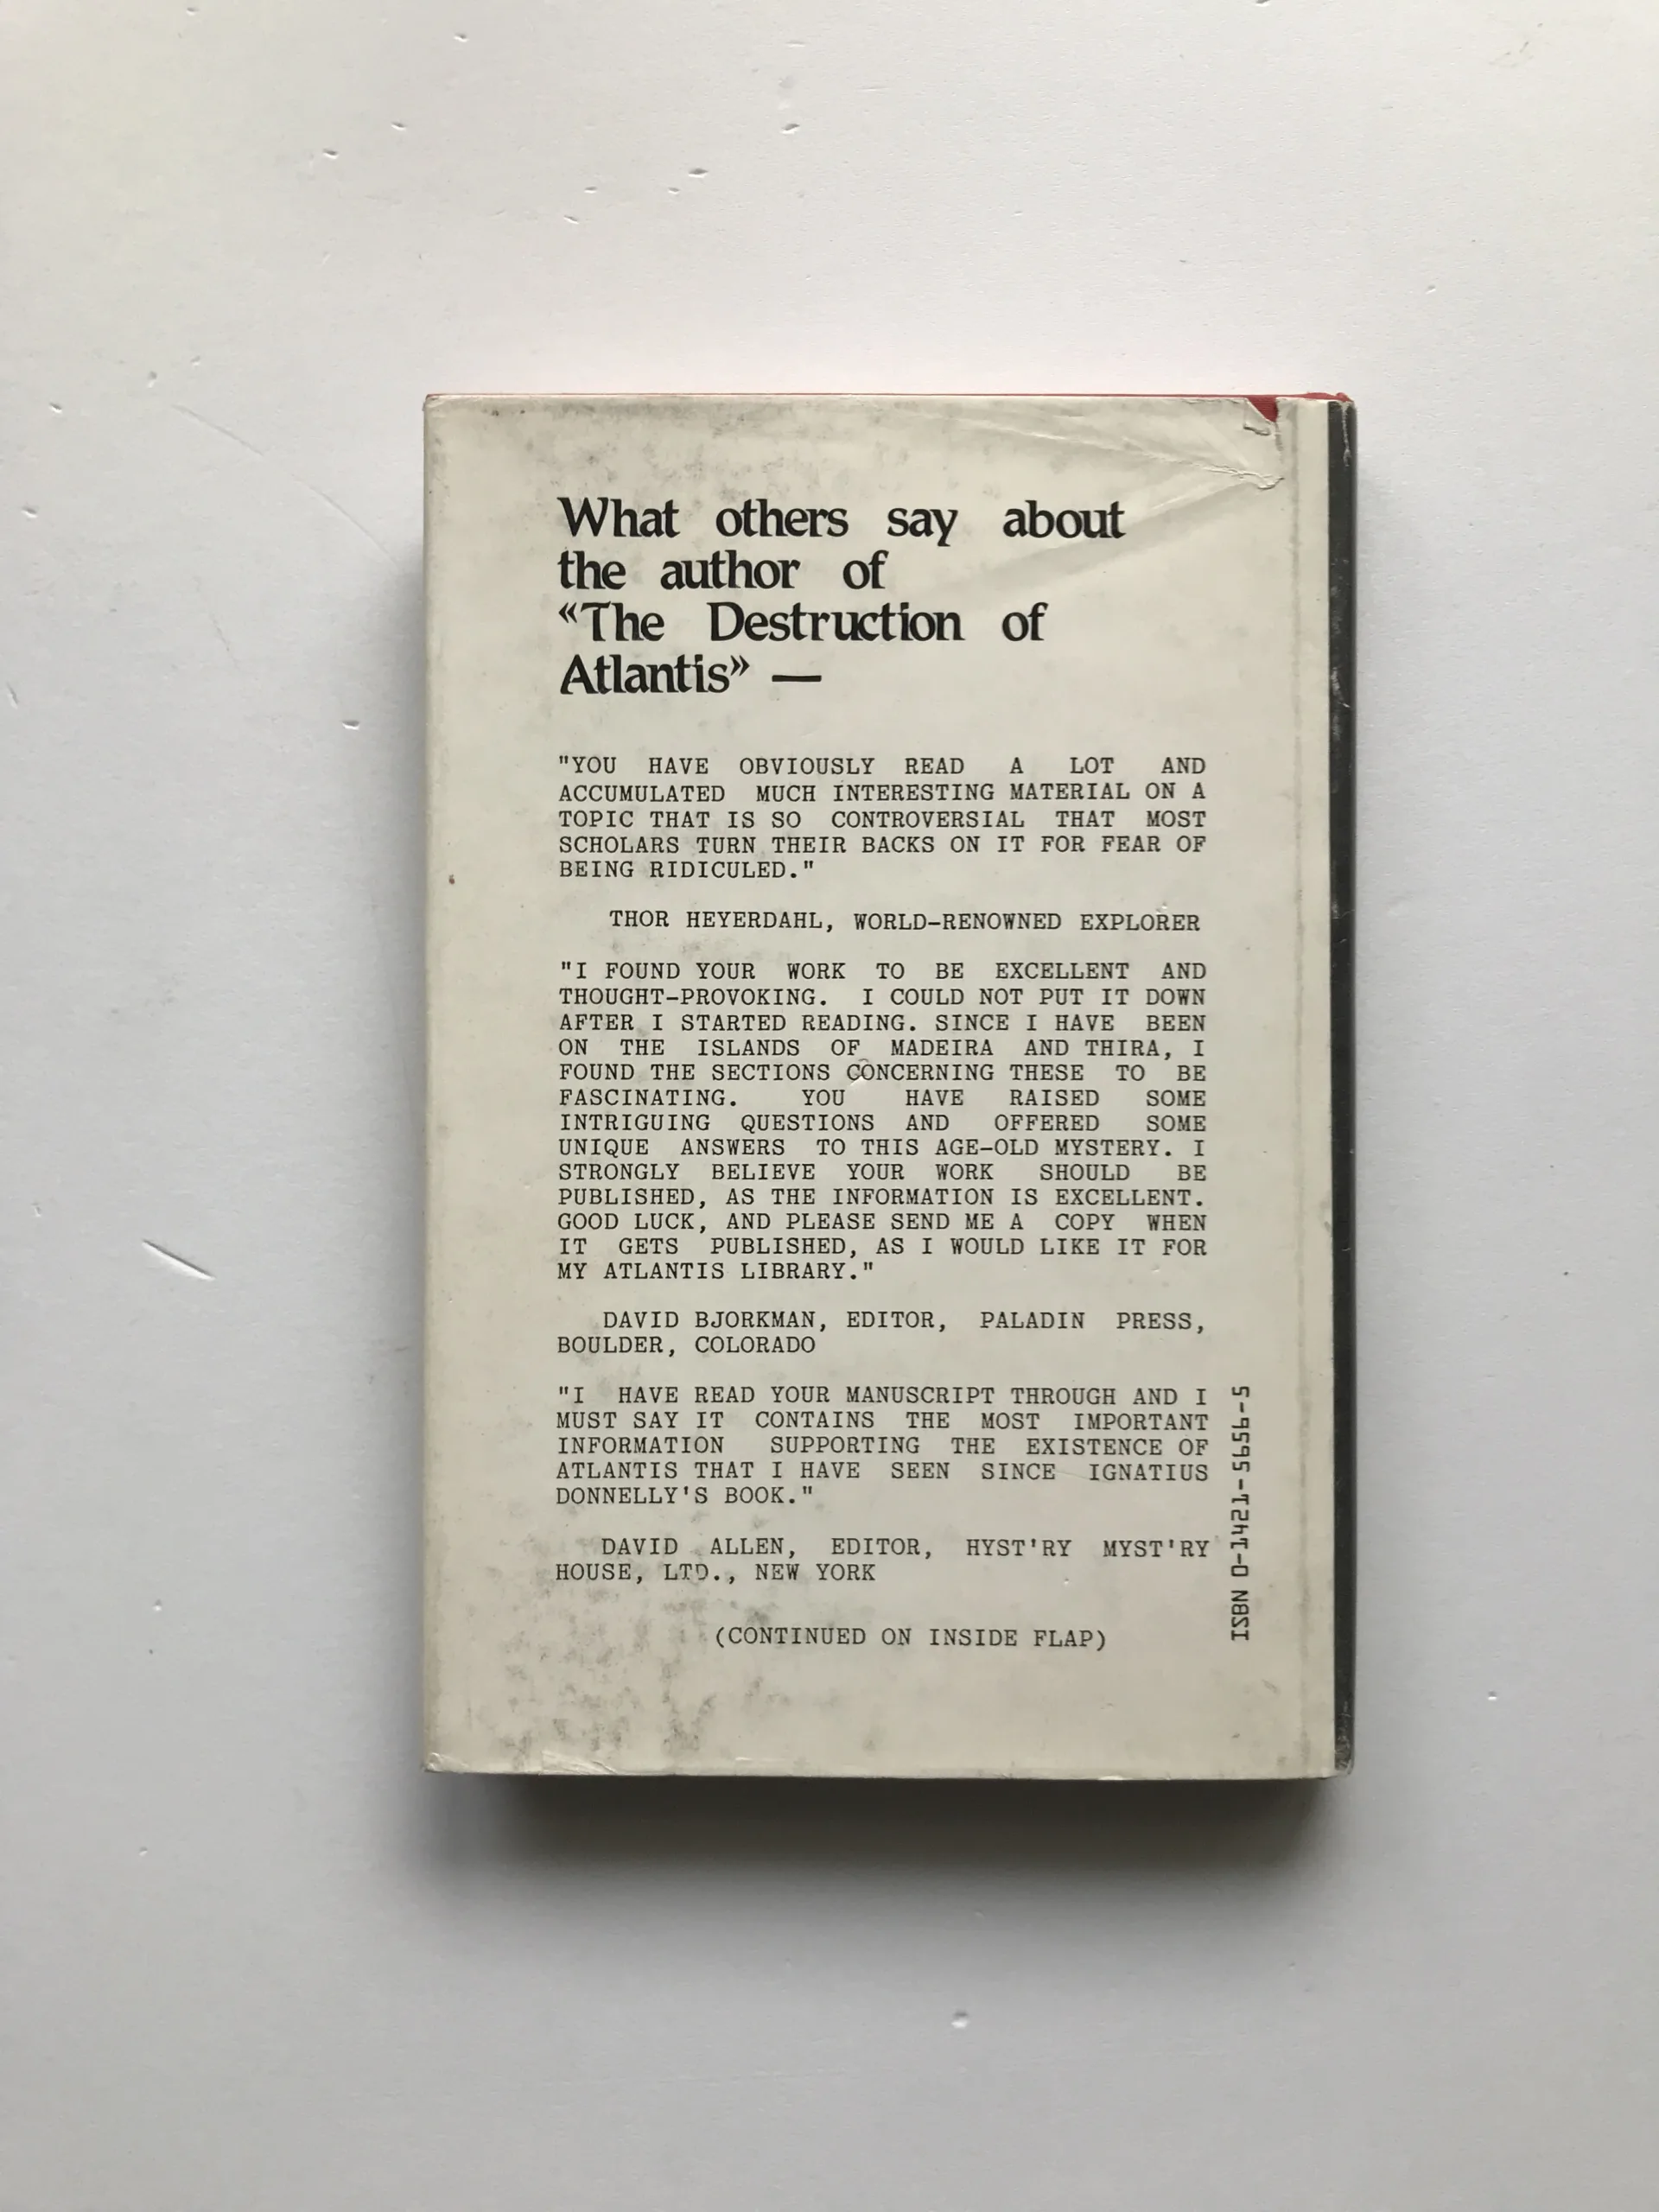 What others say about
the author of
«The Destruction of
Atlantis» —
"YOU HAVE OBVIOUSLY READ A LOT AND
ACCUMULATED MUCH INTERESTING MATERIAL ON A
TOPIC THAT IS SO CONTROVERSIAL THAT MOST
SCHOLARS TURN THEIR BACKS ON IT FOR FEAR OF
BEING RIDICULED."
THOR HEYERDAHL, WORLD-RENOWNED EXPLORER
"I FOUND YOUR WORK TO BE EXCELLENT AND
THOUGHT-PROVOKING. I COULD NOT PUT IT DOWN
AFTER I STARTED READING. SINCE I HAVE BEEN
ON THE ISLANDS OF MADEIRA AND THIRA, I
FOUND THE SECTIONS CONCERNING THESE TO BE
FASCINATING. YOU HAVE RAISED SOME
INTRIGUING QUESTIONS AND OFFERED SOME
UNIQUE ANSWERS TO THIS AGE-OLD MYSTERY. I
STRONGLY BELIEVE YOUR WORK SHOULD BE
PUBLISHED, AS THE INFORMATION IS EXCELLENT.
GOOD LUCK, AND PLEASE SEND ME A COPY WHEN
IT GETS PUBLISHED, AS I WOULD LIKE IT FOR
MY ATLANTIS LIBRARY."
DAVID BJORKMAN, EDITOR, PALADIN PRESS,
BOULDER, COLORADO
"I HAVE READ YOUR MANUSCRIPT THROUGH AND I
MUST SAY IT CONTAINS THE MOST IMPORTANT
INFORMATION SUPPORTING THE EXISTENCE OF
ATLANTIS THAT I HAVE SEEN SINCE IGNATIUS
DONNELLY'S BOOK."
DAVID ALLEN, EDITOR, HYST'RY MYST'RY
HOUSE, LTD., NEW YORK
(CONTINUED ON INSIDE FLAP)
ISBN 0-1421-5656-5